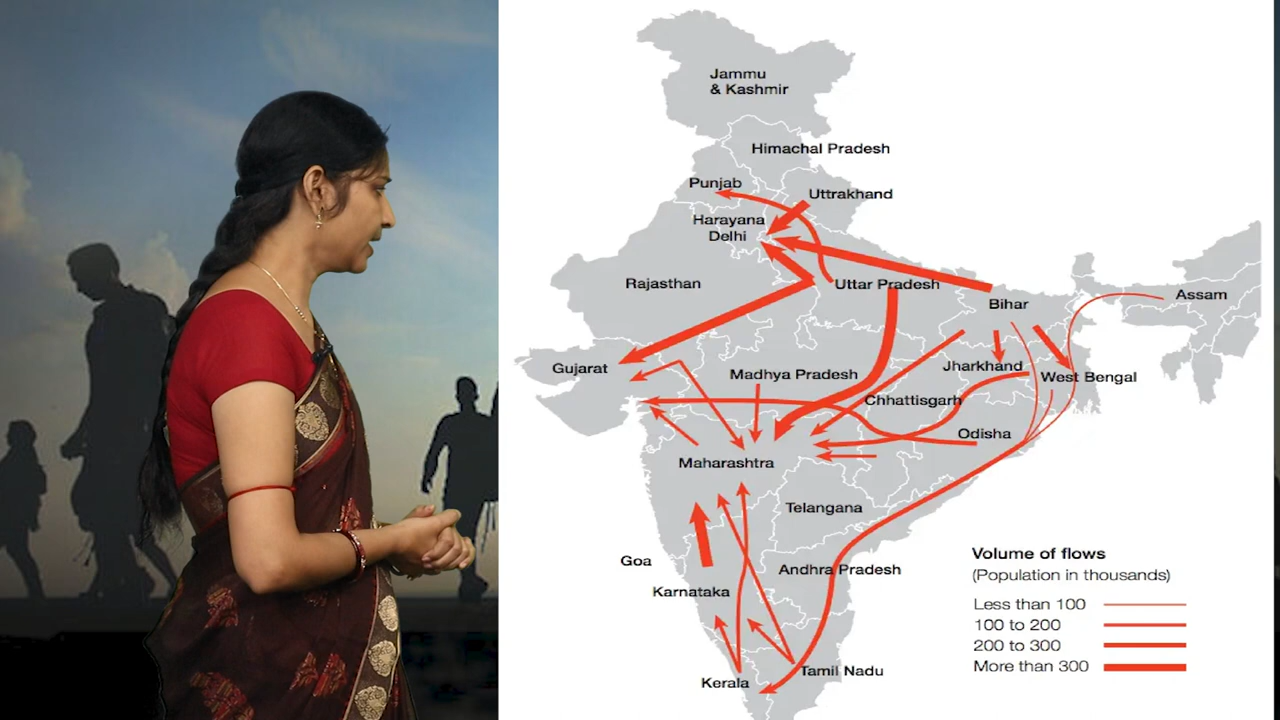 Jammu
& Kashmir
Himachal Pradesh
Punjab
Uttrakhand
Harayana
Delhi
Rajasthan
Uttar Pradesh
Bihar
Assam
Gujarat
Madhya Pradesh
Jharkhand
West Bengal
Chhattisgarh
Odisha
Maharashtra
Telangana
Goa
Andhra Pradesh
Karnataka
Kerala
Tamil Nadu
Volume of flows
(Population in thousands)
Less than 100
100 to 200
200 to 300
More than 300